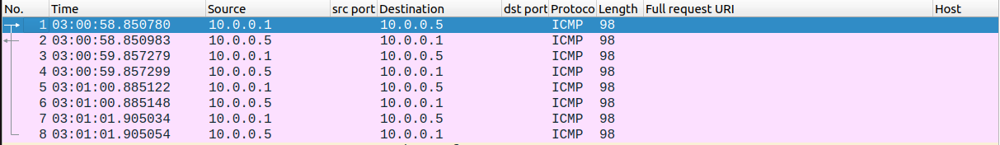 No. Time Source src port Destination dst port Protoco Length Full request URI Host
1 03:00:58.850780 10.0.0.1 10.0.0.5 ICMP 98
2 03:00:58.850983 10.0.0.5 10.0.0.1 ICMP 98
3 03:00:59.857279 10.0.0.1 10.0.0.5 ICMP 98
4 03:00:59.857299 10.0.0.5 10.0.0.1 ICMP 98
5 03:01:00.885122 10.0.0.1 10.0.0.5 ICMP 98
6 03:01:00.885148 10.0.0.5 10.0.0.1 ICMP 98
7 03:01:01.905034 10.0.0.1 10.0.0.5 ICMP 98
8 03:01:01.905054 10.0.0.5 10.0.0.1 ICMP 98